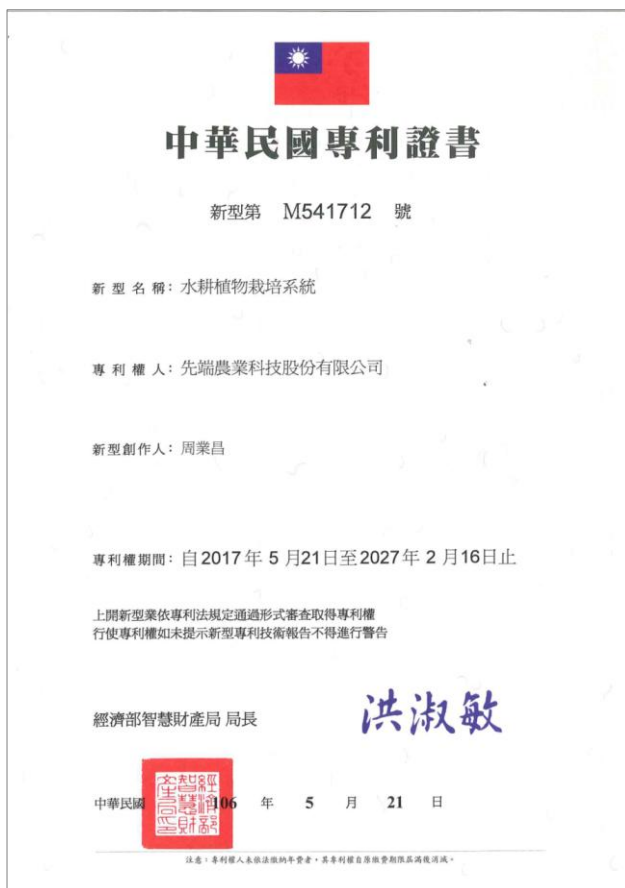 中華民國專利證書
新型第 M541712 號
新型名稱：水耕植物栽培系統
專利權人：先端農業科技股份有限公司
新型創作人：周業昌
專利權期間：自2017年5月21日至2027年2月16日止
上開新型業依專利法規定通過形式審查取得專利權
行使專利權如未提示新型專利技術報告不得進行警告
經濟部智慧財產局 局長 洪淑敏
經濟部智慧財產局印
中華民國 106 年 5 月 21 日
注意：專利權人未依法繳納年費者，其專利權自原繳費期限屆滿後消滅。